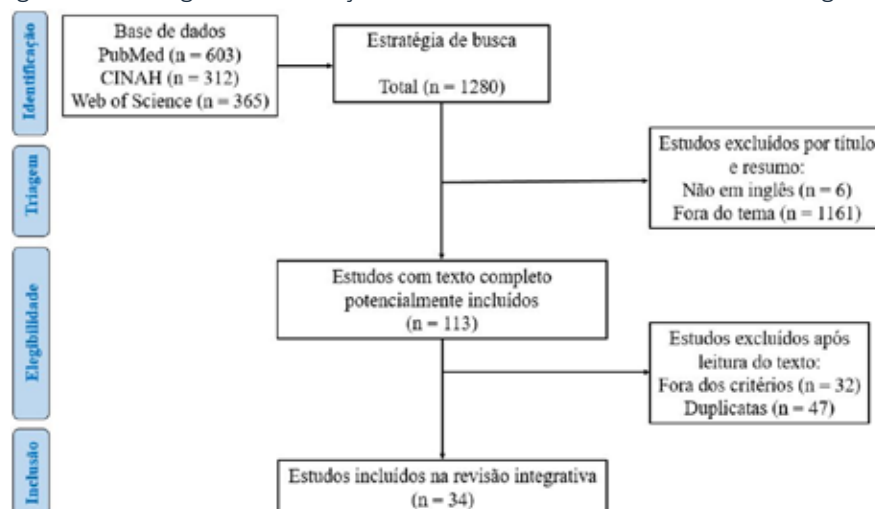 Identificação
Base de dados
PubMed (n = 603)
CINAH (n = 312)
Web of Science (n = 365)
Estratégia de busca
Total (n = 1280)
Triagem
Estudos excluídos por título
e resumo:
Não em inglês (n = 6)
Fora do tema (n = 1161)
Elegibilidade
Estudos com texto completo
potencialmente incluídos
(n = 113)
Estudos excluídos após
leitura do texto:
Fora dos critérios (n = 32)
Duplicatas (n = 47)
Inclusão
Estudos incluídos na revisão integrativa
(n = 34)